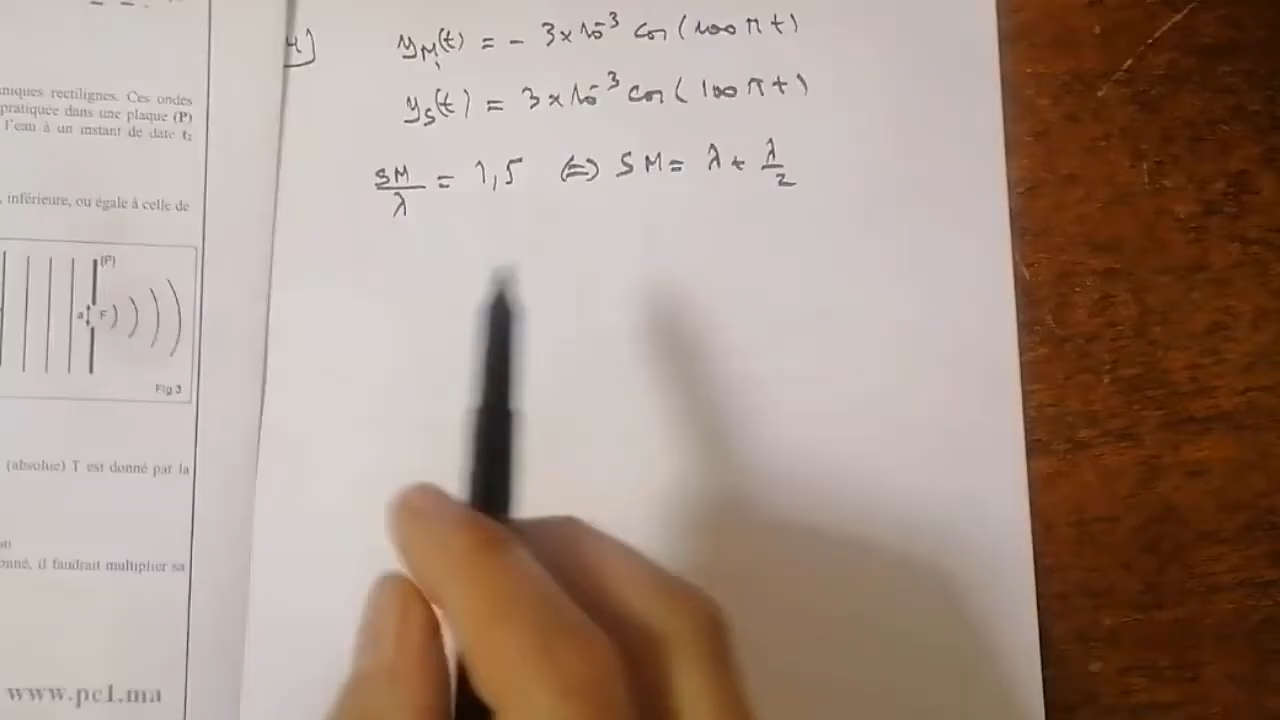 niques rectilignes. Ces ondes
pratiquée dans une plaque (P)
l'eau à un instant de date t₁
, inférieure, ou égale à celle de
(P)
a F
Fig 3
(absolue) T est donné par la
onné, il faudrait multiplier sa
www.pc1.ma
4)
y_M(t) = - 3×10⁻³ cos(100πt)
y_S(t) = 3×10⁻³ cos(100πt)
SM/λ = 1,5 ⇔ SM = λ + λ/2